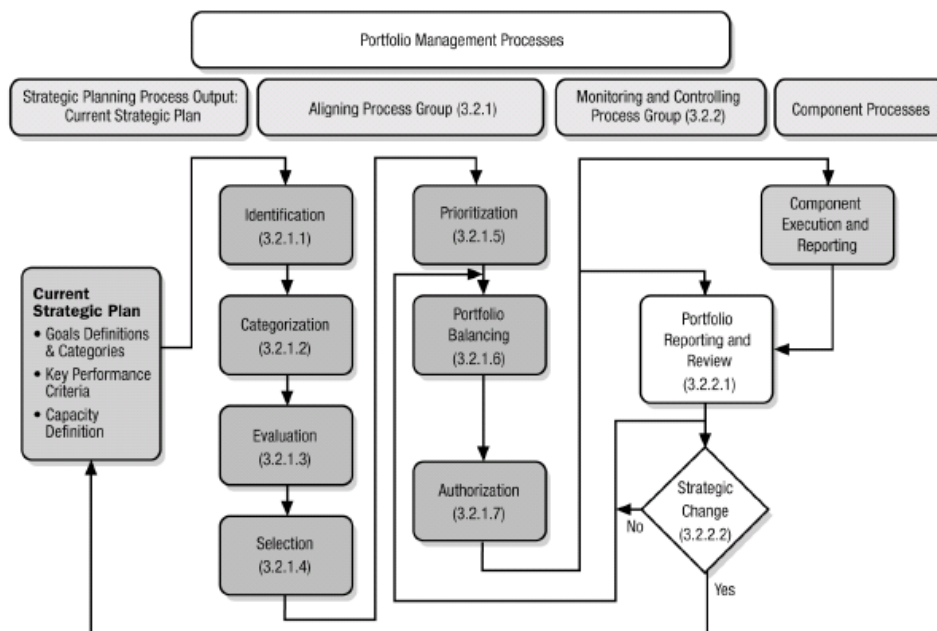 Portfolio Management Processes
Strategic Planning Process Output:
Current Strategic Plan
Aligning Process Group (3.2.1)
Monitoring and Controlling
Process Group (3.2.2)
Component Processes
Current
Strategic Plan
• Goals Definitions
& Categories
• Key Performance
Criteria
• Capacity
Definition
Identification
(3.2.1.1)
Categorization
(3.2.1.2)
Evaluation
(3.2.1.3)
Selection
(3.2.1.4)
Prioritization
(3.2.1.5)
Portfolio
Balancing
(3.2.1.6)
Authorization
(3.2.1.7)
Component
Execution and
Reporting
Portfolio
Reporting and
Review
(3.2.2.1)
Strategic
Change
(3.2.2.2)
No
Yes